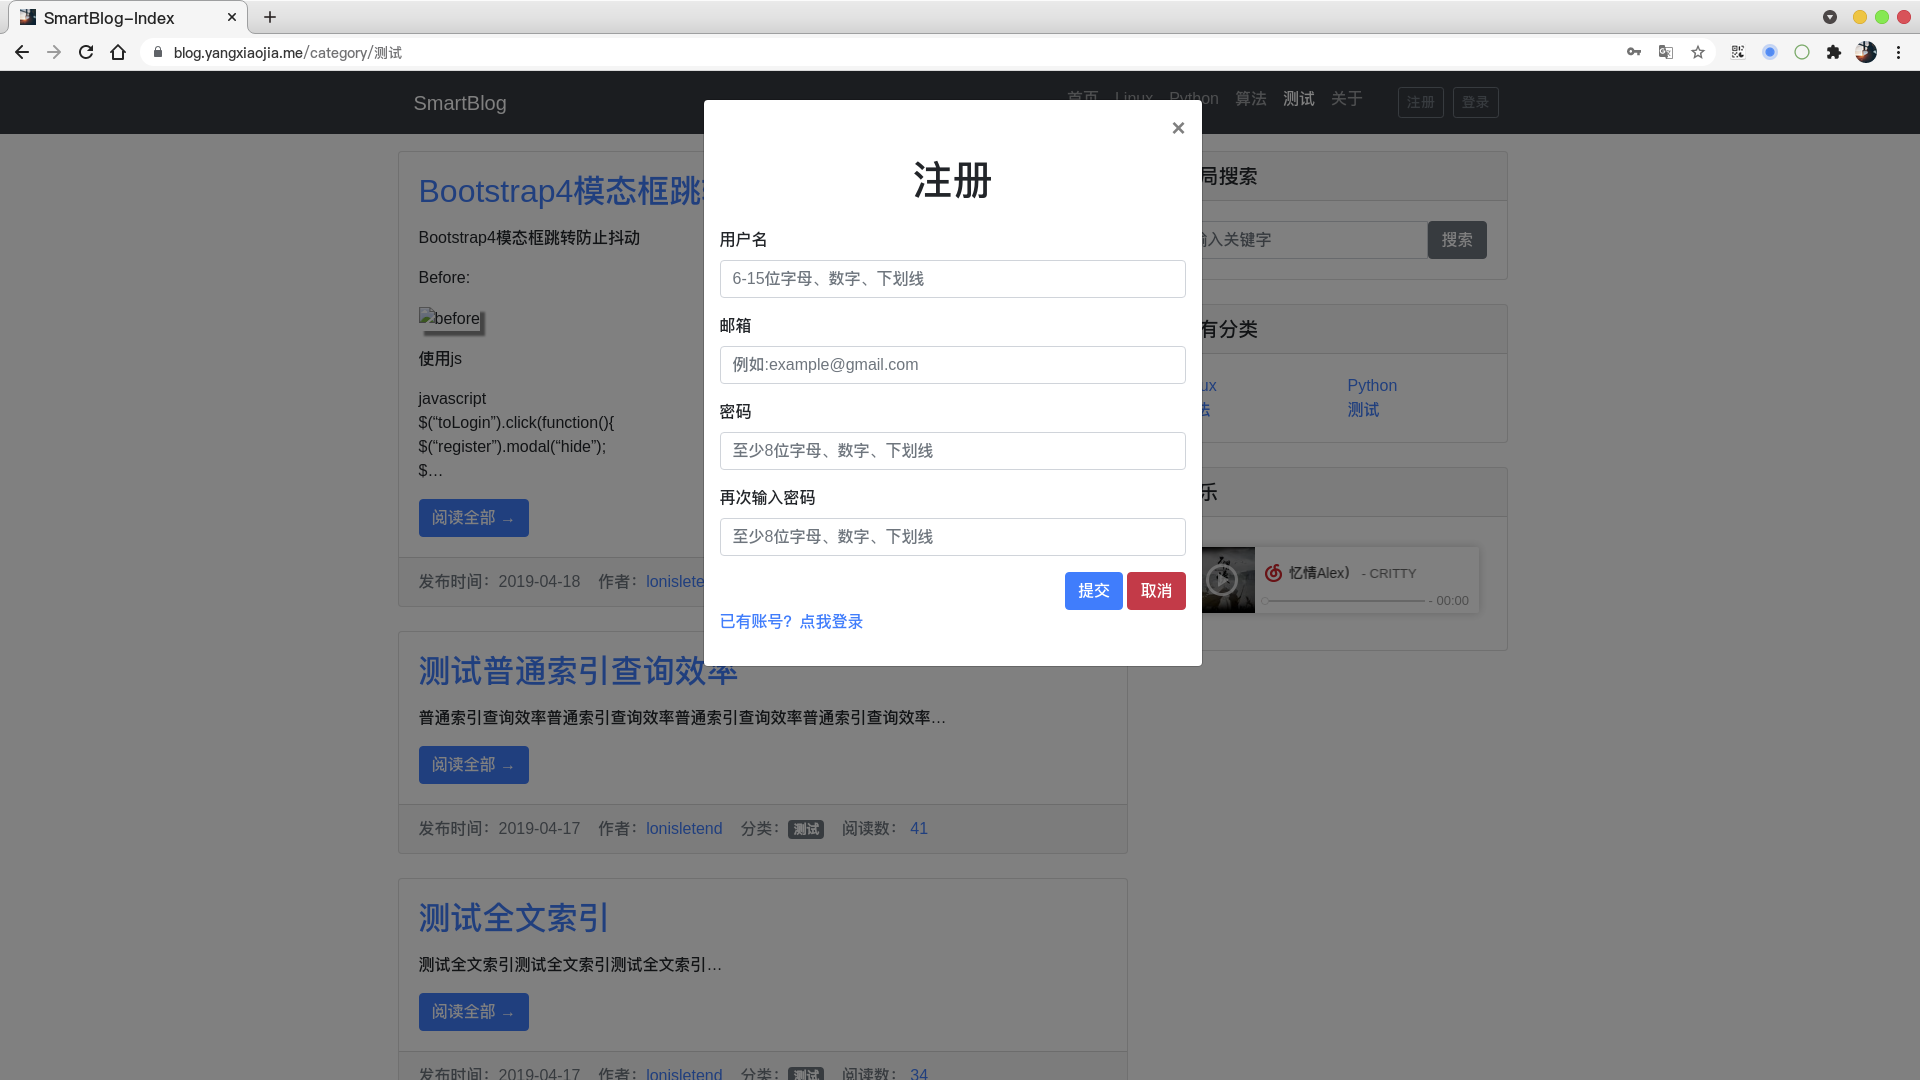 SmartBlog-Index
blog.yangxiaojia.me/category/测试
SmartBlog
首页 Linux Python 算法 测试 关于 注册 登录
×
注册
用户名
6-15位字母、数字、下划线
邮箱
例如:example@gmail.com
密码
至少8位字母、数字、下划线
再次输入密码
至少8位字母、数字、下划线
提交 取消
已有账号？点我登录
Bootstrap4模态框跳
Bootstrap4模态框跳转防止抖动
Before:
before
使用js
javascript
$(“toLogin”).click(function(){
$(“register”).modal(“hide”);
$…
阅读全部 →
发布时间：2019-04-18 作者：lonislete
测试普通索引查询效率
普通索引查询效率普通索引查询效率普通索引查询效率普通索引查询效率…
阅读全部 →
发布时间：2019-04-17 作者：lonisletend 分类：测试 阅读数： 41
测试全文索引
测试全文索引测试全文索引测试全文索引…
阅读全部 →
发布时间：2019-04-17 作者：lonisletend 分类：测试 阅读数： 34
局搜索
入关键字 搜索
有分类
ux Python
法 测试
乐
忆情Alex） - CRITTY
- 00:00